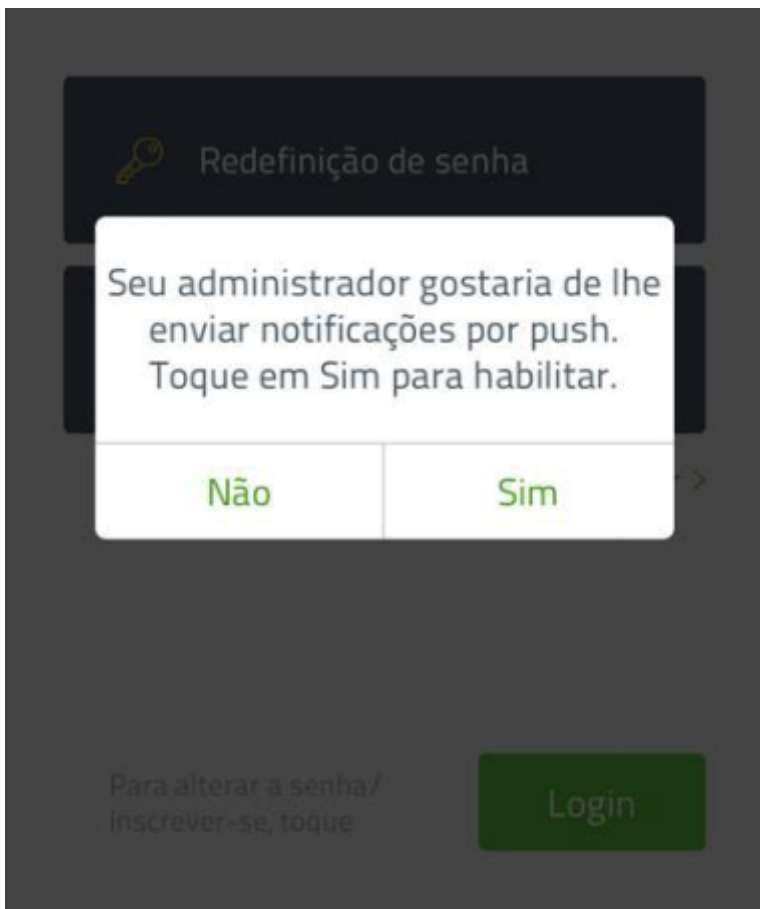 Redefinição de senha
Seu administrador gostaria de lhe
enviar notificações por push.
Toque em Sim para habilitar.
Não
Sim
Para alterar a senha/
inscrever-se, toque
Login